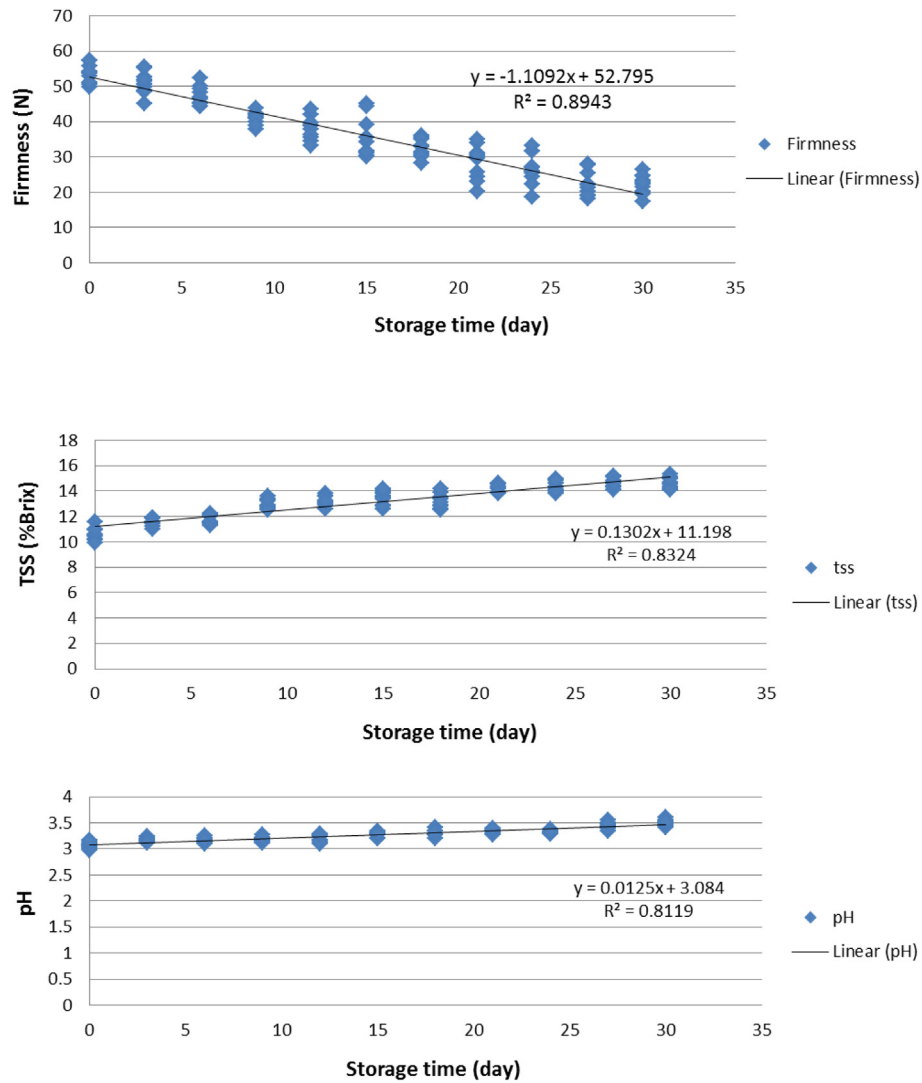 70
60
50
40
30
20
10
0
Firmness (N)
y = -1.1092x + 52.795
R² = 0.8943
Firmness
Linear (Firmness)
0 5 10 15 20 25 30 35
Storage time (day)
18
16
14
12
10
8
6
4
2
0
TSS (%Brix)
y = 0.1302x + 11.198
R² = 0.8324
tss
Linear (tss)
0 5 10 15 20 25 30 35
Storage time (day)
4
3.5
3
2.5
2
1.5
1
0.5
0
pH
y = 0.0125x + 3.084
R² = 0.8119
pH
Linear (pH)
0 5 10 15 20 25 30 35
Storage time (day)